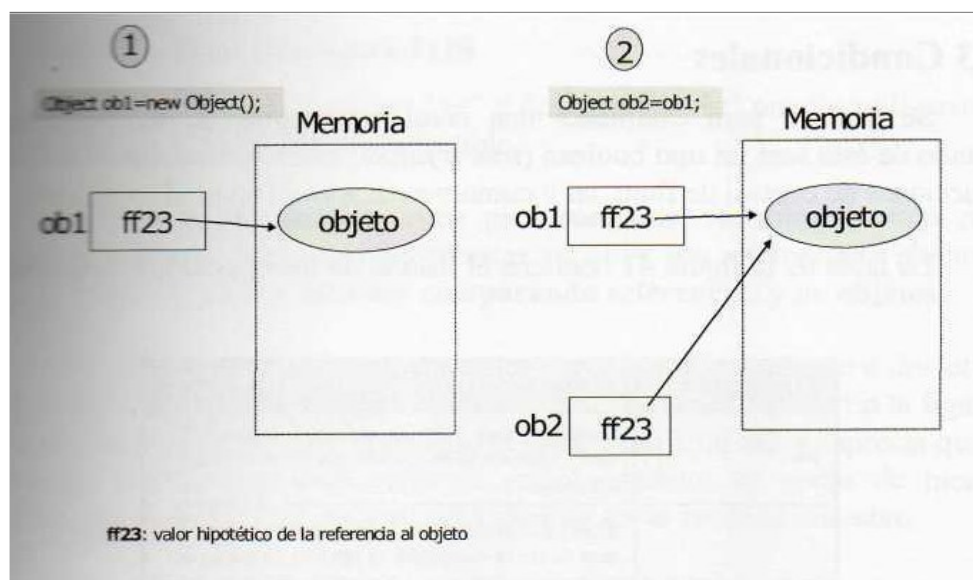 1
Object ob1=new Object();
Memoria
ob1
ff23
objeto
2
Object ob2=ob1;
Memoria
ob1
ff23
objeto
ob2
ff23
ff23: valor hipotético de la referencia al objeto